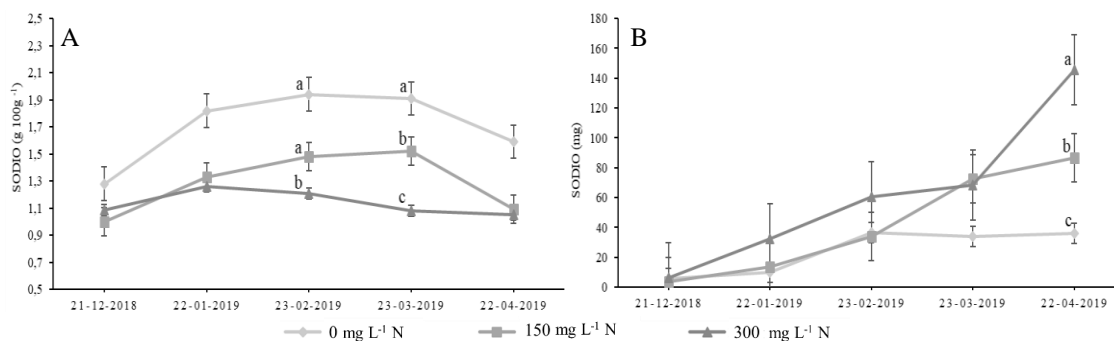 A
SODIO (g 100g ⁻¹)
2,5
2,3
2,1
1,9
1,7
1,5
1,3
1,1
0,9
0,7
0,5
a
a
a
b
b
c
21-12-2018 22-01-2019 23-02-2019 23-03-2019 22-04-2019
B
SODIO (mg)
180
160
140
120
100
80
60
40
20
0
a
b
c
21-12-2018 22-01-2019 23-02-2019 23-03-2019 22-04-2019
0 mg L⁻¹ N 150 mg L⁻¹ N 300 mg L⁻¹ N